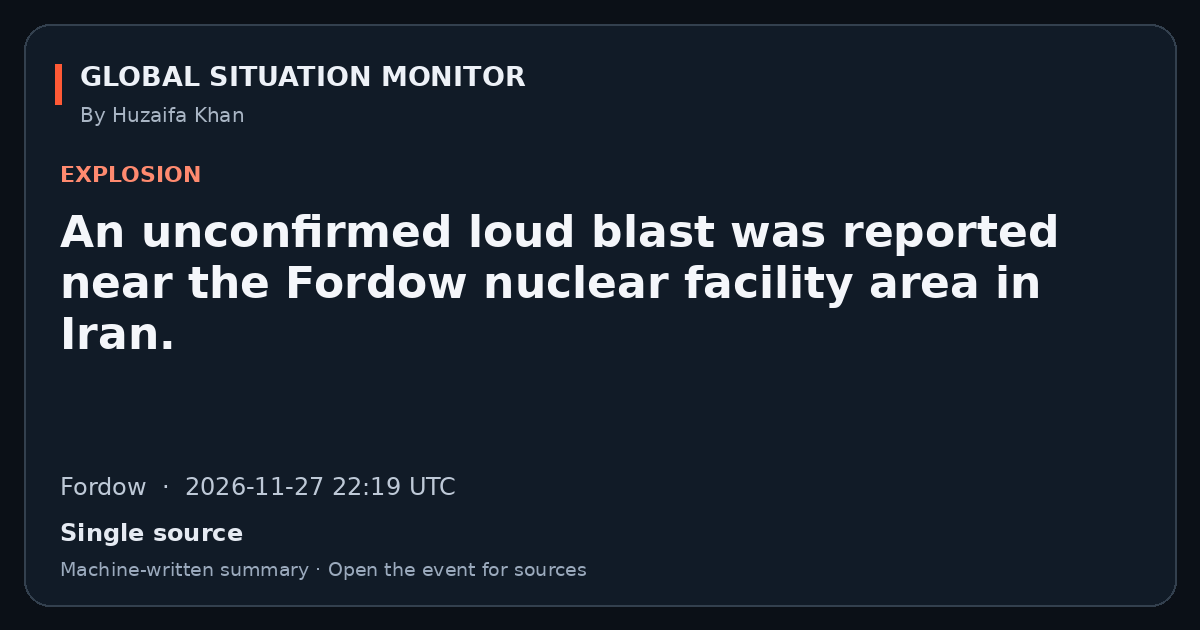 GLOBAL SITUATION MONITOR
By Huzaifa Khan
EXPLOSION
An unconfirmed loud blast was reported
near the Fordow nuclear facility area in
Iran.
Fordow · 2026-11-27 22:19 UTC
Single source
Machine-written summary · Open the event for sources